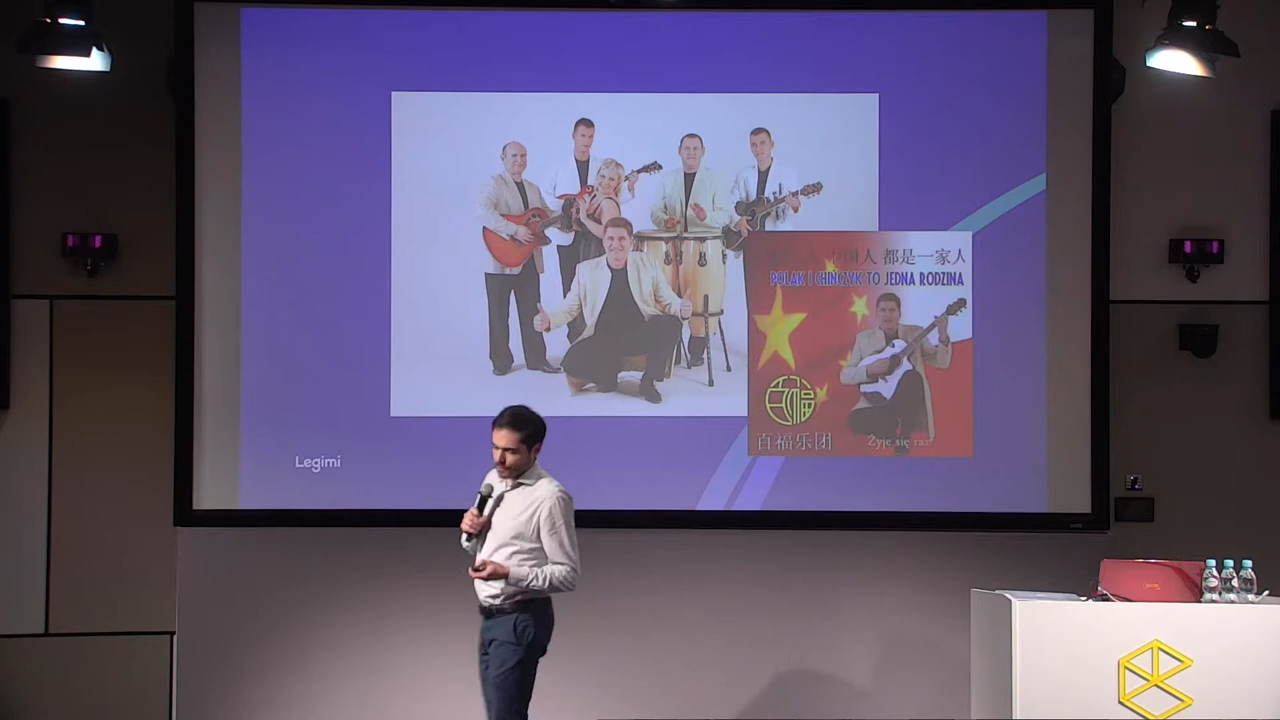 中国人 都是一家人
POLAK I CHIŃCZYK TO JEDNA RODZINA
百福乐团
Żyje się raz!
Legimi